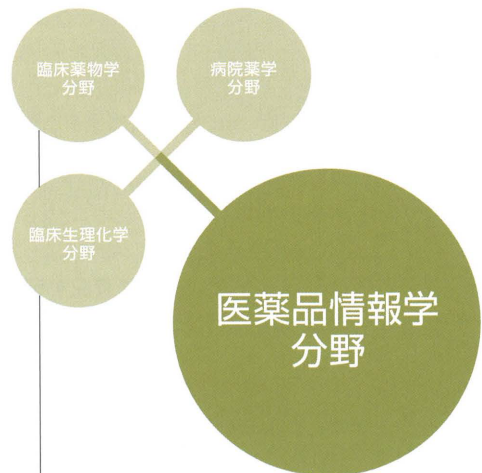 臨床薬物学
分野
病院薬学
分野
臨床生理化学
分野
医薬品情報学
分野